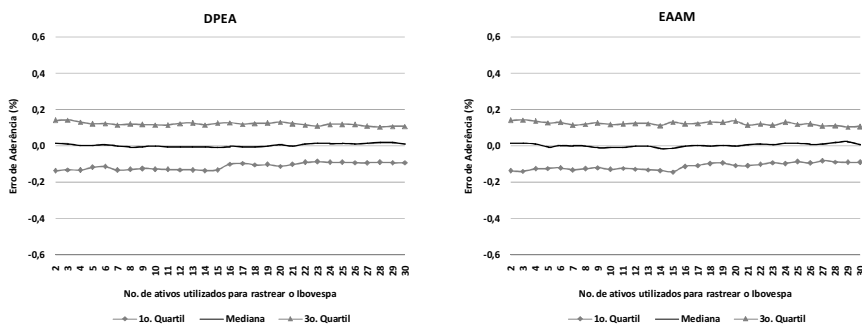 DPEA
Erro de Aderência (%)
0,6
0,4
0,2
0,0
-0,2
-0,4
-0,6
2 3 4 5 6 7 8 9 10 11 12 13 14 15 16 17 18 19 20 21 22 23 24 25 26 27 28 29 30
No. de ativos utilizados para rastrear o Ibovespa
1o. Quartil Mediana 3o. Quartil
EAAM
Erro de Aderência (%)
0,6
0,4
0,2
0,0
-0,2
-0,4
-0,6
2 3 4 5 6 7 8 9 10 11 12 13 14 15 16 17 18 19 20 21 22 23 24 25 26 27 28 29 30
No. de ativos utilizados para rastrear o Ibovespa
1o. Quartil Mediana 3o. Quartil